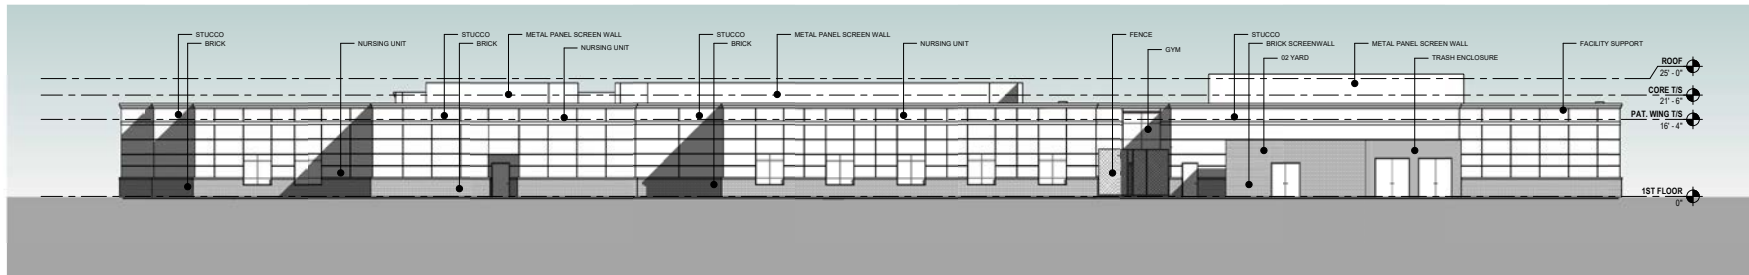 STUCCO
BRICK
NURSING UNIT
STUCCO
BRICK
METAL PANEL SCREEN WALL
NURSING UNIT
STUCCO
BRICK
METAL PANEL SCREEN WALL
NURSING UNIT
FENCE
GYM
STUCCO
BRICK SCREENWALL
02 YARD
METAL PANEL SCREEN WALL
TRASH ENCLOSURE
FACILITY SUPPORT
ROOF
25' - 0"
CORE T/S
21' - 6"
PAT. WING T/S
16' - 4"
1ST FLOOR
0"